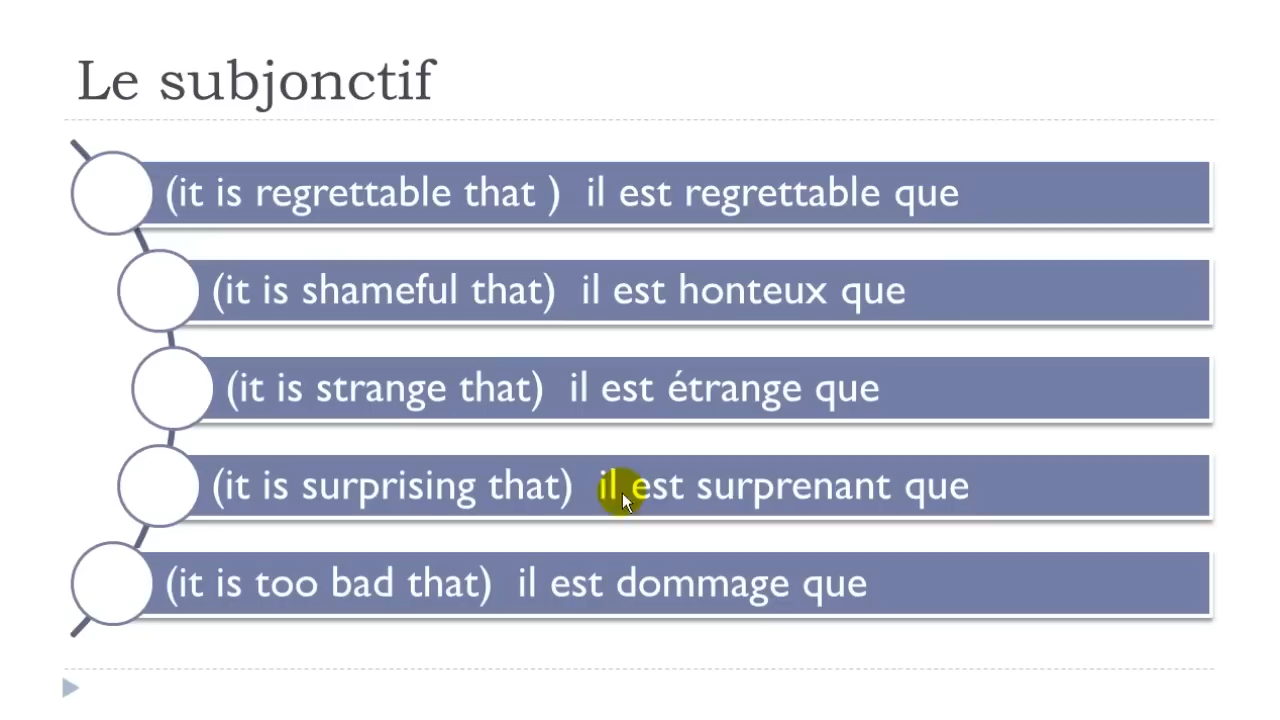 Le subjonctif
(it is regrettable that ) il est regrettable que
(it is shameful that) il est honteux que
(it is strange that) il est étrange que
(it is surprising that) il est surprenant que
(it is too bad that) il est dommage que